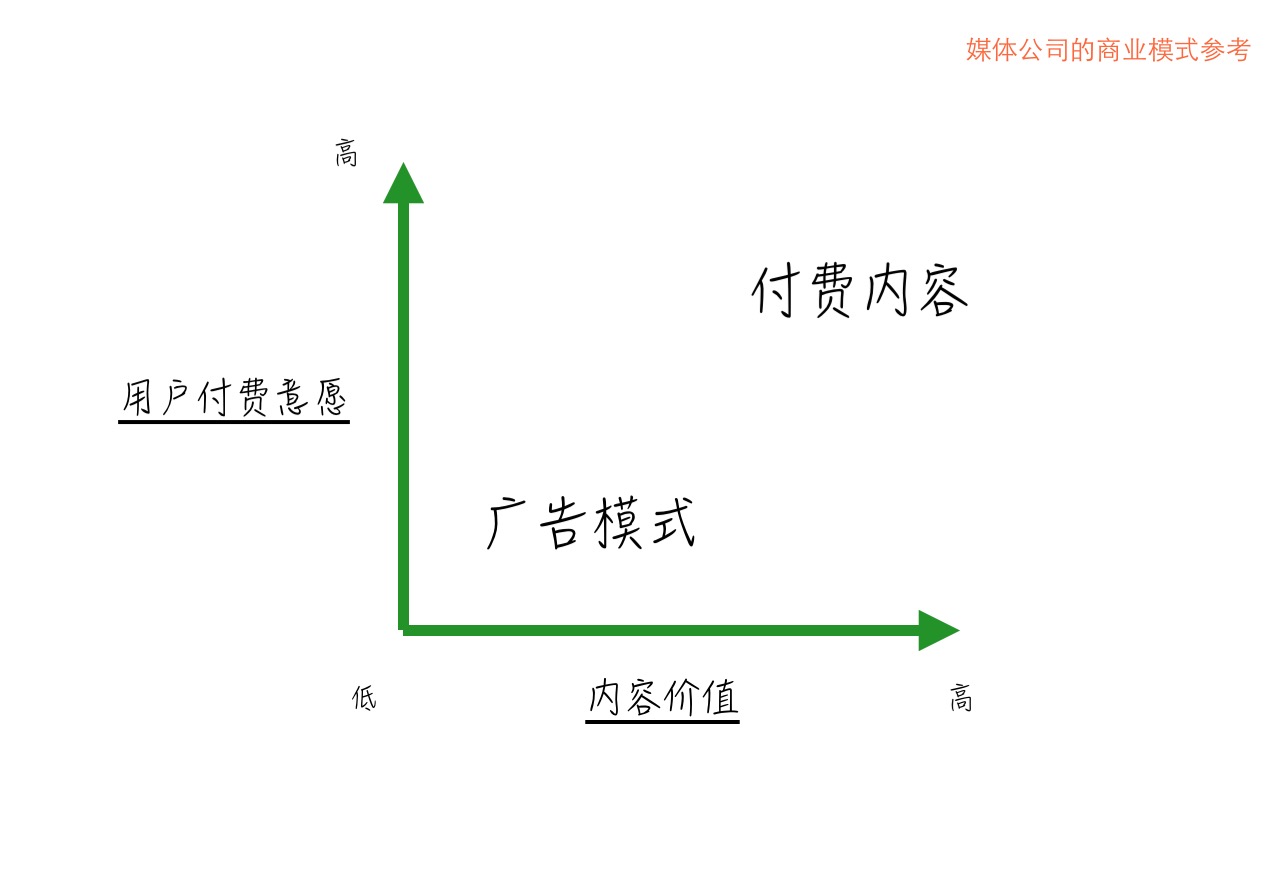 媒体公司的商业模式参考
高
付费内容
用户付费意愿
广告模式
低
内容价值
高